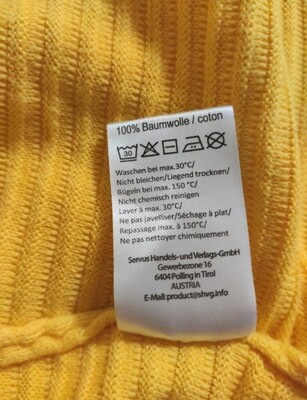 100% Baumwolle / coton
30
Waschen bei max.30°C/
Nicht bleichen/Liegend trocknen/
Bügeln bei max. 150 °C/
Nicht chemisch reinigen
Lever à max. 30°C/
Ne pas javelliser/Séchage à plat/
Repassage max. à 150°C/
Ne pas nettoyer chimiquement
Servus Handels- und Verlags-GmbH
Gewerbezone 16
6404 Polling in Tirol
AUSTRIA
E-Mail: product@shvg.info